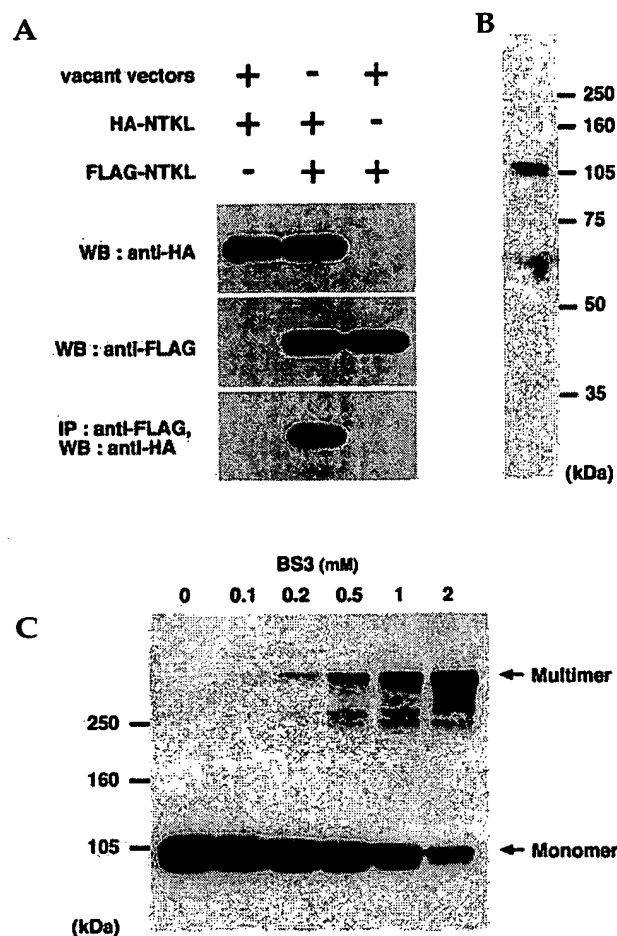 A
vacant vectors + - +
HA-NTKL + + -
FLAG-NTKL - + +
WB : anti-HA
WB : anti-FLAG
IP : anti-FLAG,
WB : anti-HA
B
250
160
105
75
50
35
(kDa)
C
BS3 (mM)
0 0.1 0.2 0.5 1 2
Multimer
250
160
105
Monomer
(kDa)